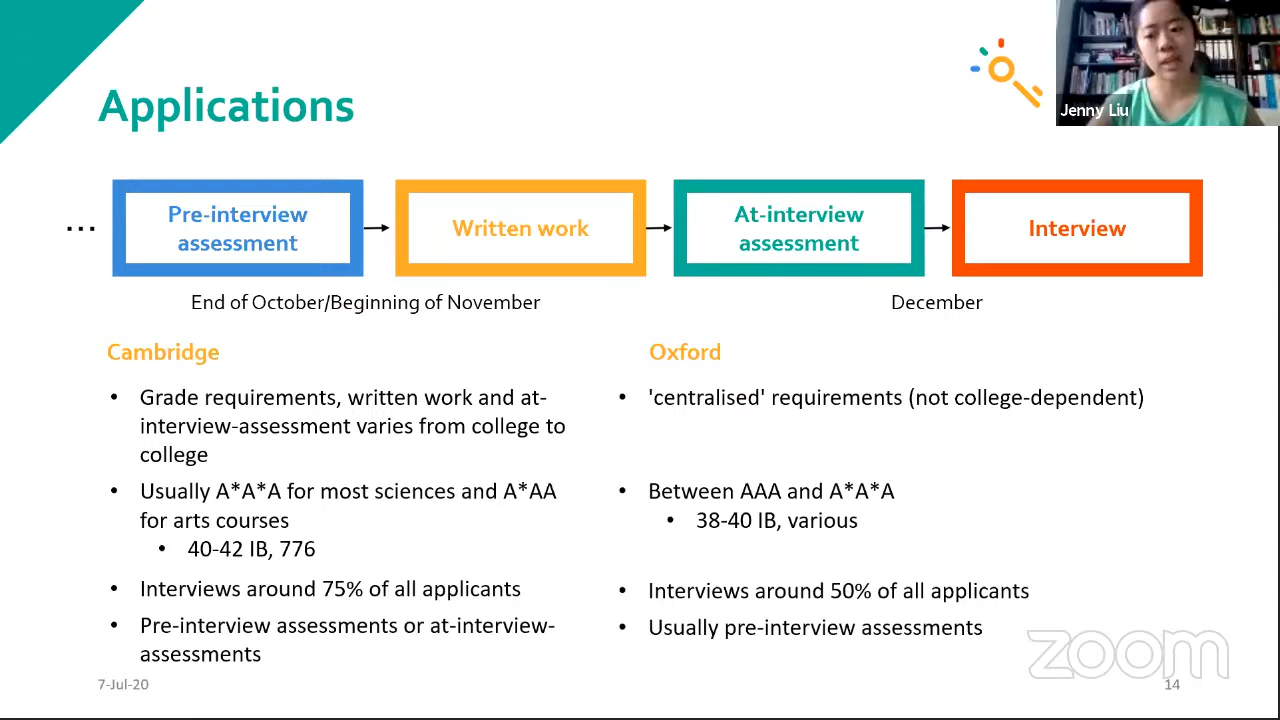 Applications
Jenny Liu
...
Pre-interview
assessment
Written work
At-interview
assessment
Interview
End of October/Beginning of November
December
Cambridge
• Grade requirements, written work and at-
interview-assessment varies from college to
college
• Usually A*A*A for most sciences and A*AA
for arts courses
• 40-42 IB, 776
• Interviews around 75% of all applicants
• Pre-interview assessments or at-interview-
assessments
Oxford
• 'centralised' requirements (not college-dependent)
• Between AAA and A*A*A
• 38-40 IB, various
• Interviews around 50% of all applicants
• Usually pre-interview assessments
zoom
7-Jul-20
14